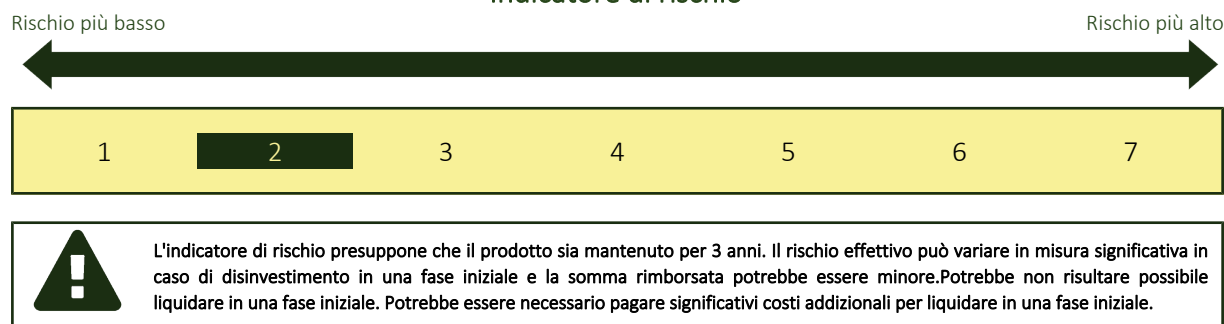 Indicatore di rischio
Rischio più basso
Rischio più alto
1 2 3 4 5 6 7
L'indicatore di rischio presuppone che il prodotto sia mantenuto per 3 anni. Il rischio effettivo può variare in misura significativa in
caso di disinvestimento in una fase iniziale e la somma rimborsata potrebbe essere minore.Potrebbe non risultare possibile
liquidare in una fase iniziale. Potrebbe essere necessario pagare significativi costi addizionali per liquidare in una fase iniziale.